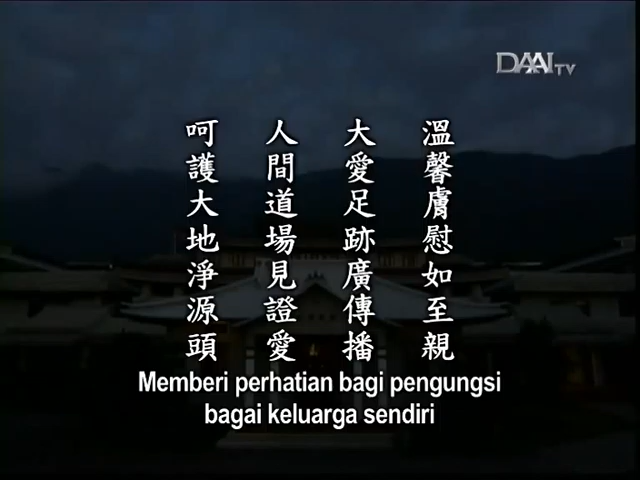 DAAI TV
溫馨膚慰如至親
大愛足跡廣傳播
人間道場見證愛
呵護大地淨源頭
Memberi perhatian bagi pengungsi
bagai keluarga sendiri